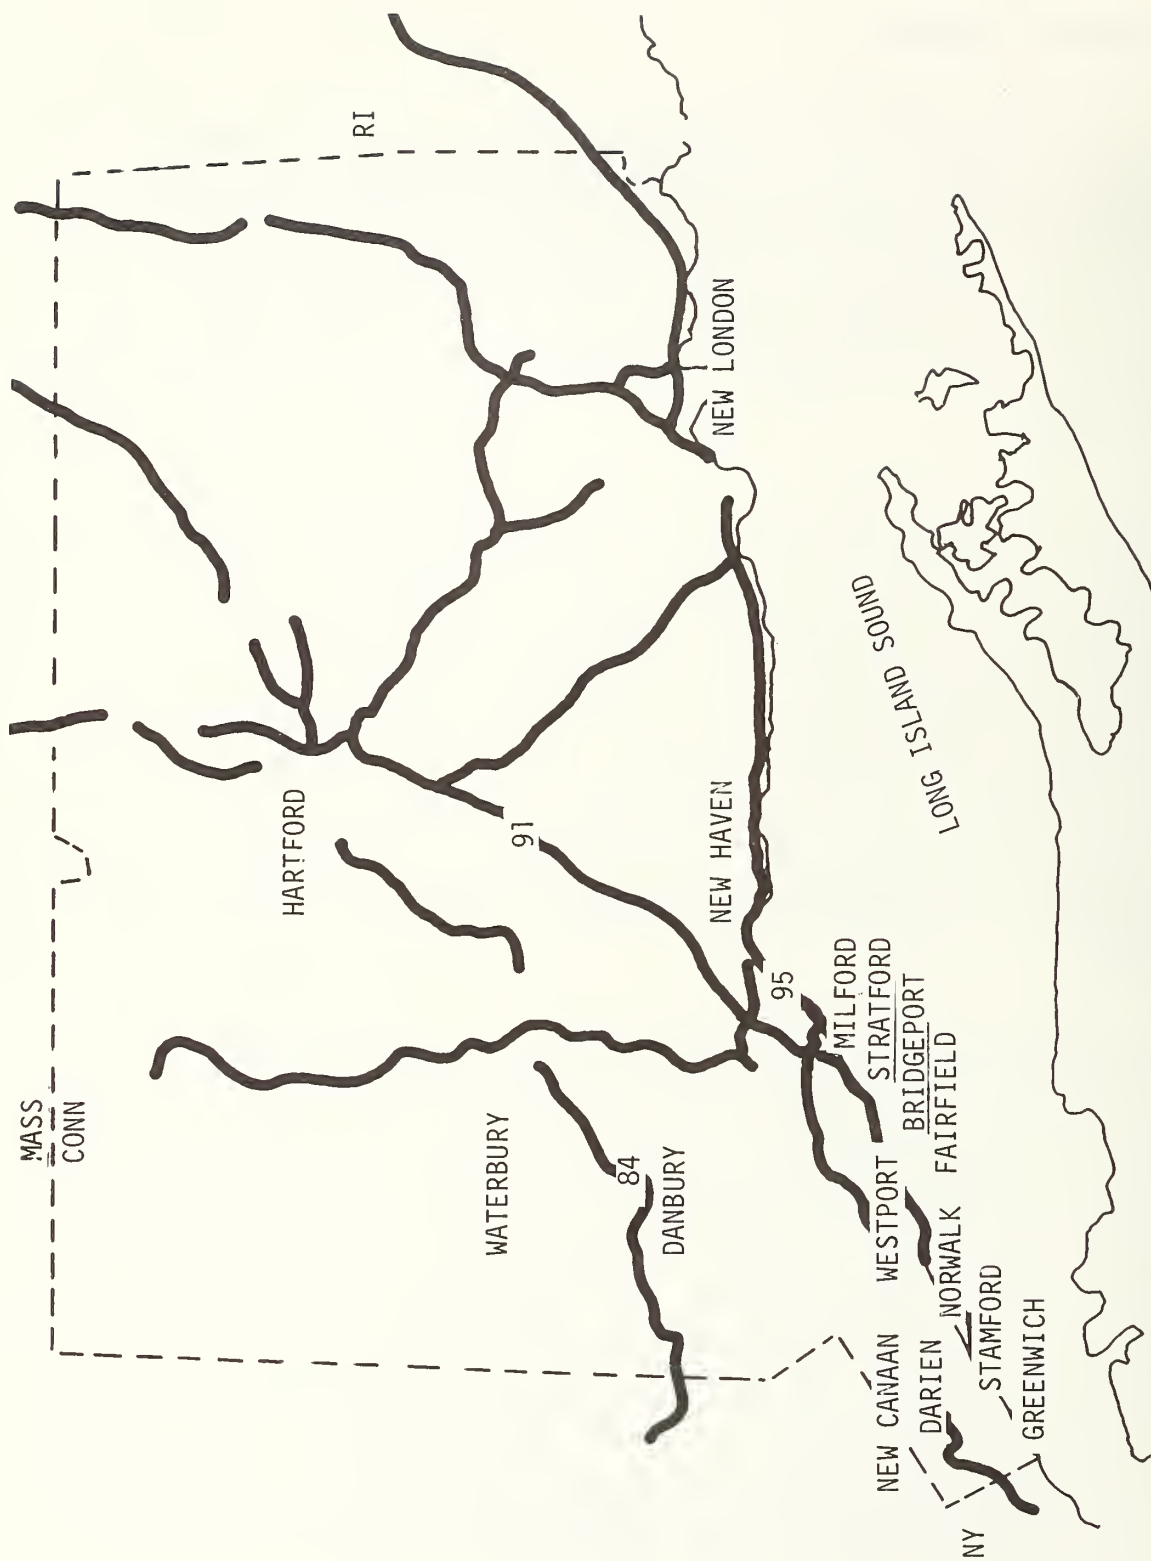 MASS
CONN
RI
HARTFORD
WATERBURY
91
84
DANBURY
NEW HAVEN
NEW LONDON
95
MILFORD
STRATFORD
BRIDGEPORT
FAIRFIELD
WESTPORT
NORWALK
NEW CANAAN
DARIEN
STAMFORD
GREENWICH
NY
LONG ISLAND SOUND